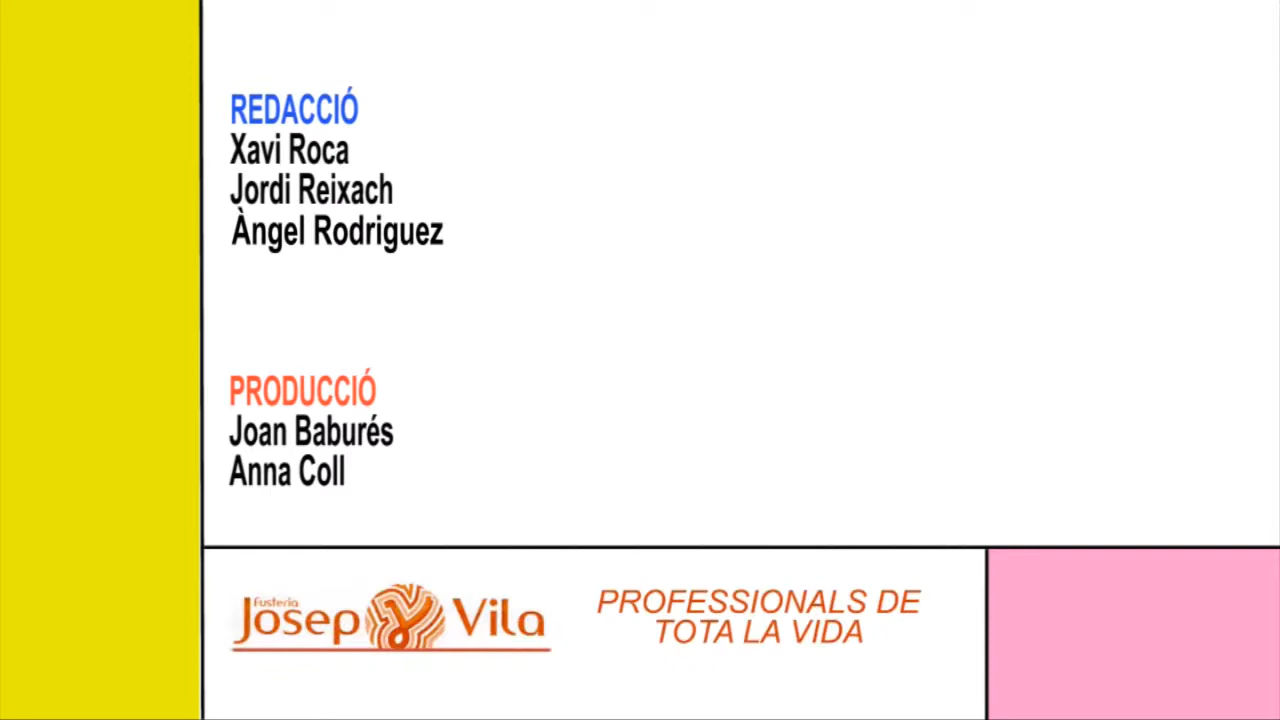 REDACCIÓ
Xavi Roca
Jordi Reixach
Àngel Rodriguez
PRODUCCIÓ
Joan Baburés
Anna Coll
Fusteria
Josep Vila
PROFESSIONALS DE
TOTA LA VIDA